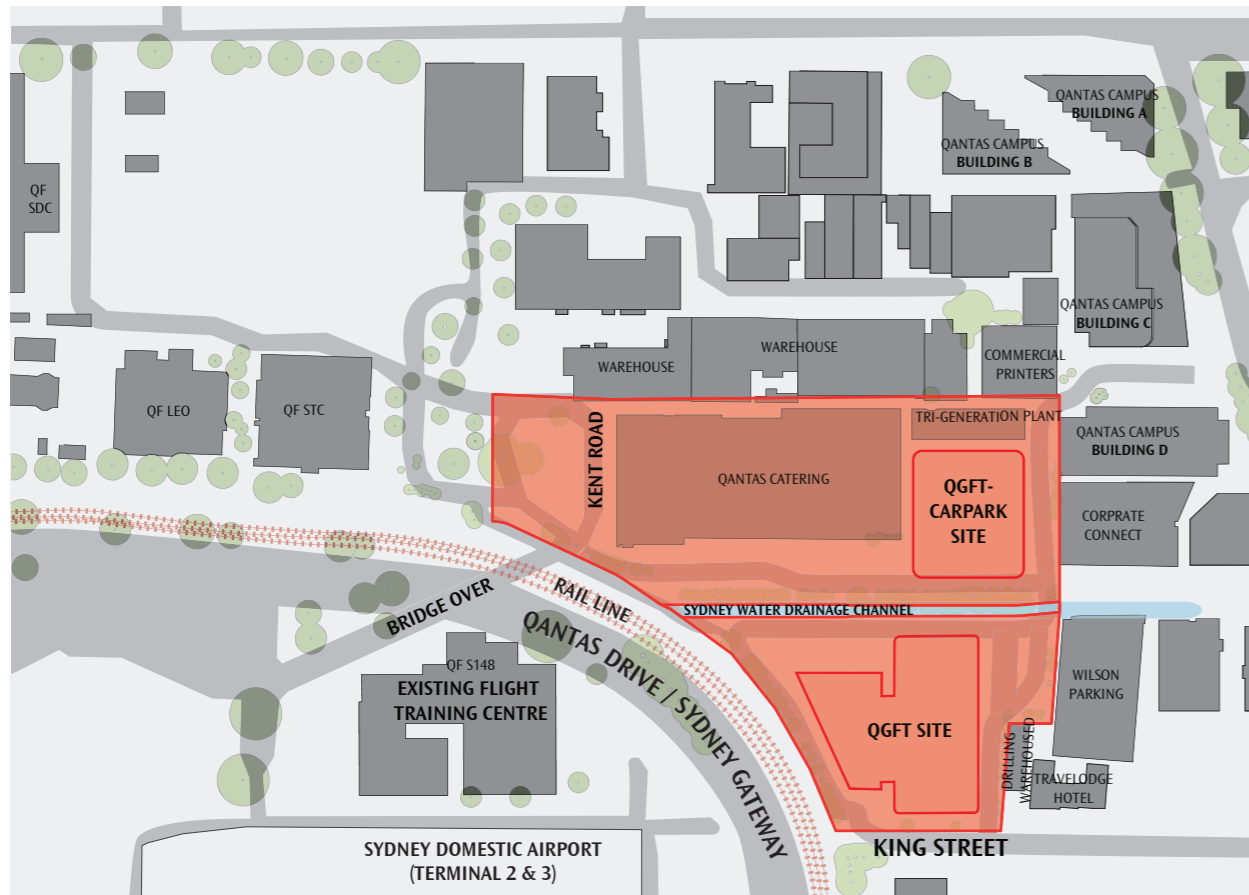 QANTAS CAMPUS
BUILDING A
QANTAS CAMPUS
BUILDING B
QF
SDC
QANTAS CAMPUS
BUILDING C
WAREHOUSE
WAREHOUSE
COMMERCIAL
PRINTERS
QF LEO
QF STC
KENT ROAD
TRI-GENERATION PLANT
QANTAS CAMPUS
BUILDING D
QANTAS CATERING
QGFT-
CARPARK
SITE
CORPRATE
CONNECT
BRIDGE OVER
RAIL LINE
SYDNEY WATER DRAINAGE CHANNEL
QANTAS DRIVE / SYDNEY GATEWAY
QF S148
EXISTING FLIGHT
TRAINING CENTRE
WILSON
PARKING
QGFT SITE
DRILLING
WAREHOUSED
TRAVELODGE
HOTEL
KING STREET
SYDNEY DOMESTIC AIRPORT
(TERMINAL 2 & 3)